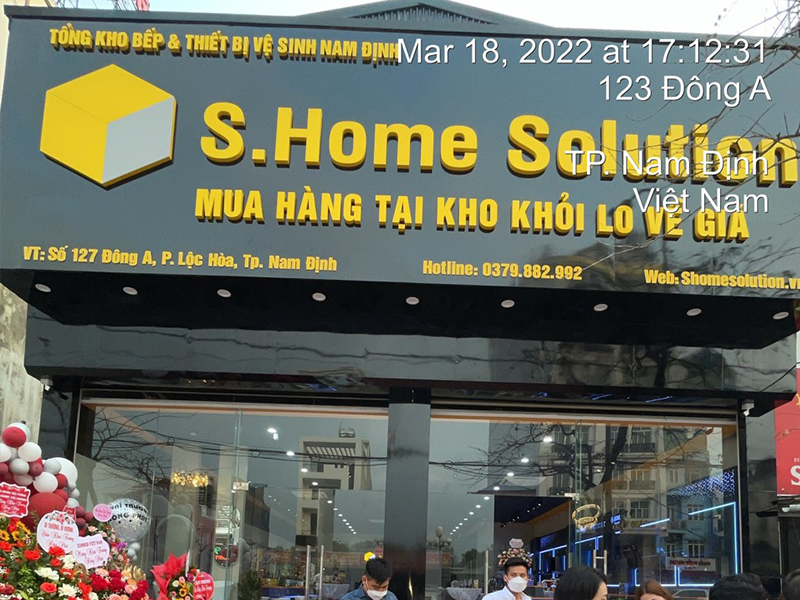 TỔNG KHO BẾP & THIẾT BỊ VỆ SINH NAM ĐỊNH
Mar 18, 2022 at 17:12:31
123 Đông A
TP. Nam Định
Việt Nam
S.Home Solution
MUA HÀNG TẠI KHO KHỎI LO VỀ GIÁ
VT: Số 127 Đông A, P. Lộc Hòa, Tp. Nam Định
Hotline: 0379.882.992
Web: Shomesolution.vn